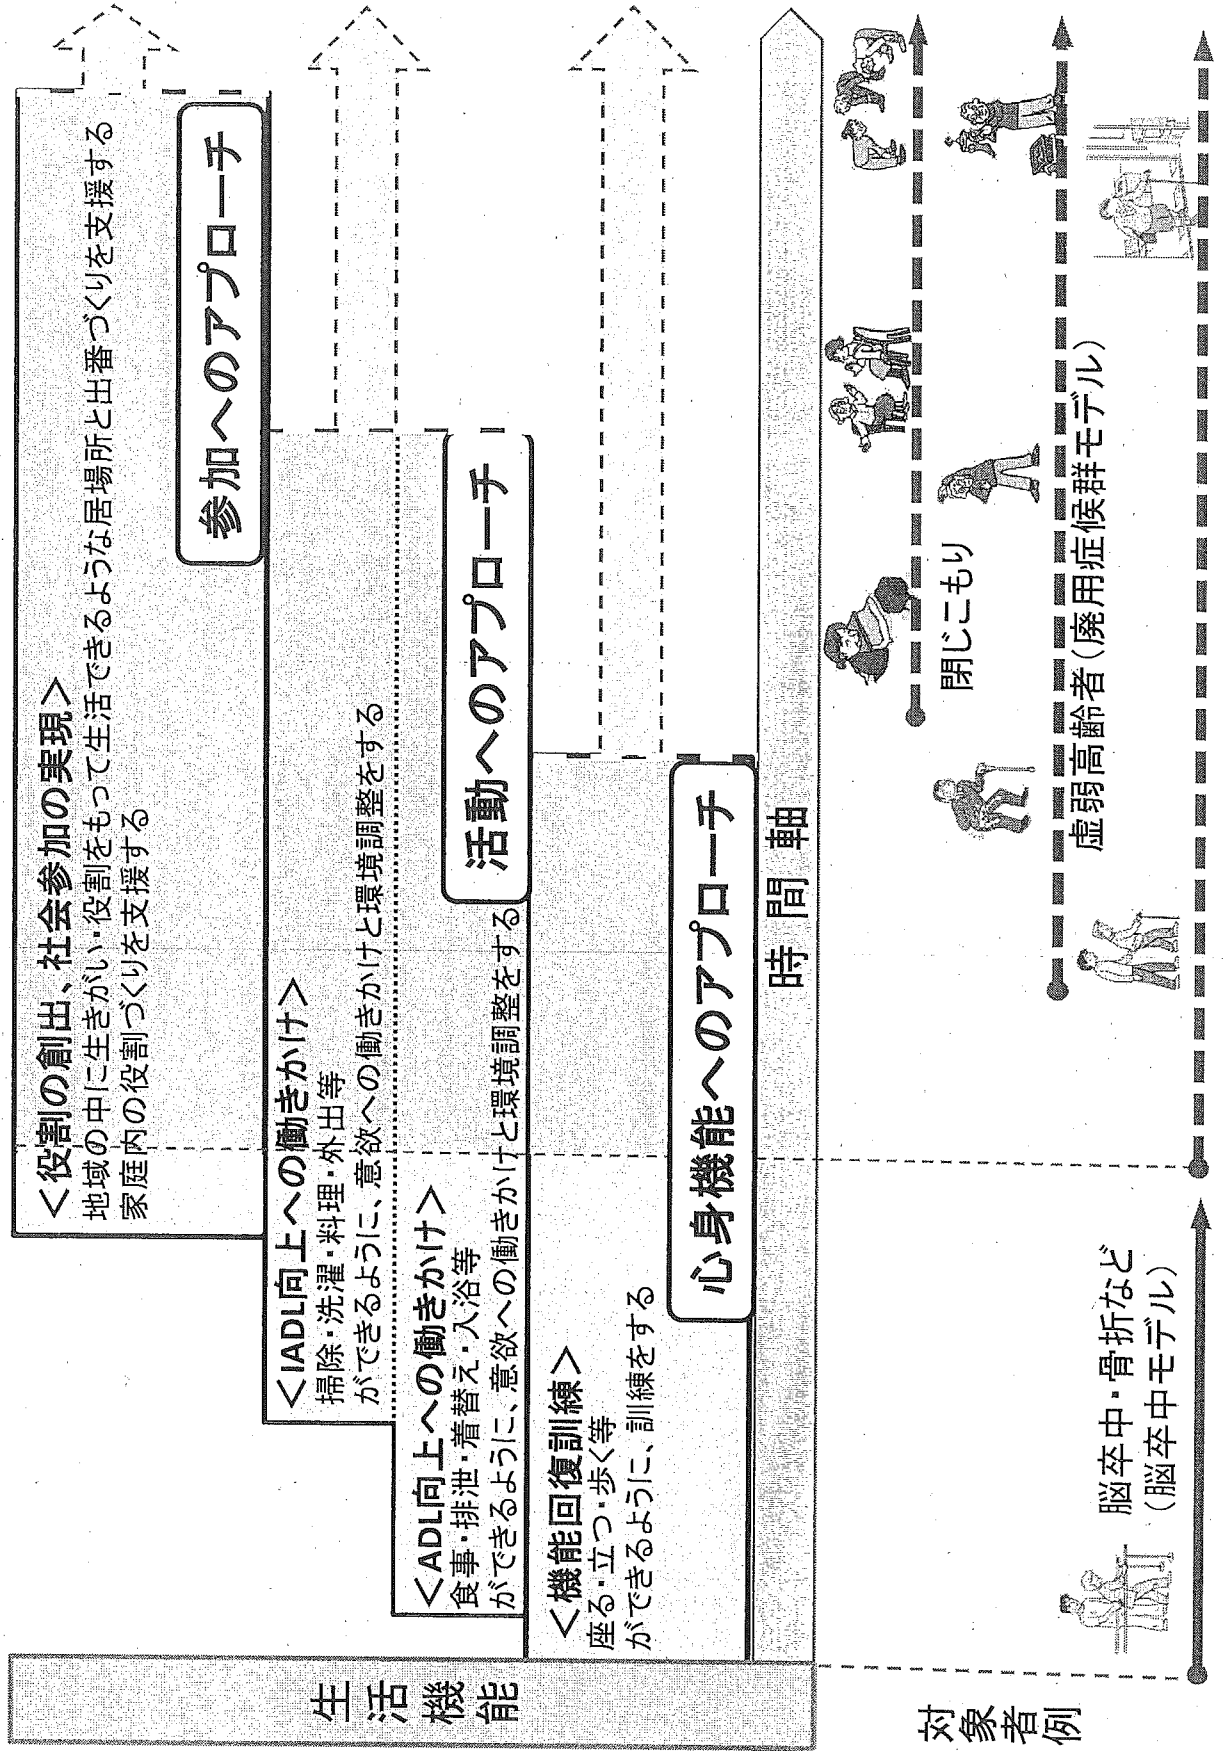 生活機能
＜役割の創出、社会参加の実現＞
地域の中に生きがい・役割をもって生活できるような居場所と出番づくりを支援する
家庭内の役割づくりを支援する
参加へのアプローチ
＜IADL向上への働きかけ＞
掃除・洗濯・料理・外出等
ができるように、意欲への働きかけと環境調整をする
＜ADL向上への働きかけ＞
食事・排泄・着替え・入浴等
ができるように、意欲への働きかけと環境調整をする
活動へのアプローチ
＜機能回復訓練＞
座る・立つ・歩く等
ができるように、訓練をする
心身機能へのアプローチ
時間軸
対象者例
閉じこもり
虚弱高齢者（廃用症候群モデル）
脳卒中・骨折など
（脳卒中モデル）